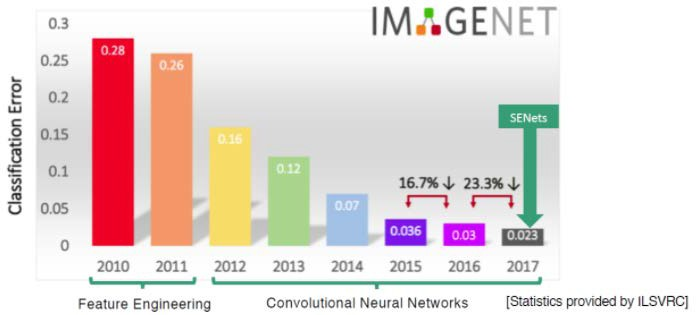 IMAGENET
Classification Error
0.3
0.25
0.2
0.15
0.1
0.05
0
0.28
0.26
0.16
0.12
0.07
0.036
0.03
0.023
16.7% ↓ 23.3% ↓
SENets
2010 2011 2012 2013 2014 2015 2016 2017
Feature Engineering Convolutional Neural Networks [Statistics provided by ILSVRC]